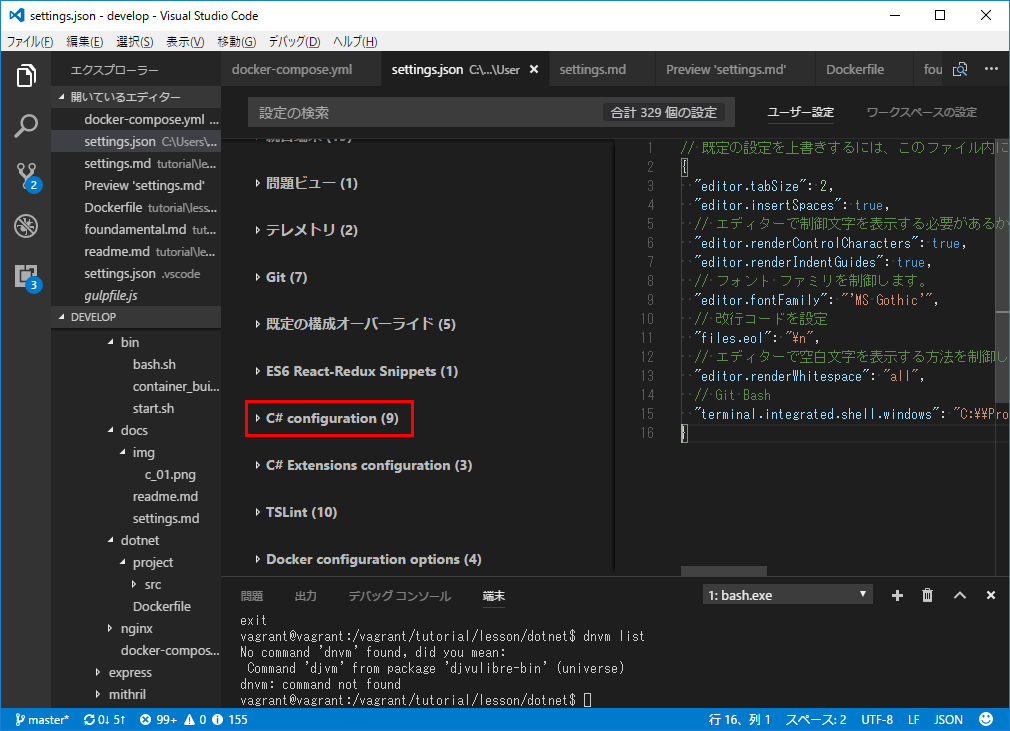 settings.json - develop - Visual Studio Code
ファイル(F) 編集(E) 選択(S) 表示(V) 移動(G) デバッグ(D) ヘルプ(H)
エクスプローラー
開いているエディター
docker-compose.yml ...
settings.json C:\Users\...
settings.md tutorial\le...
Preview 'settings.md'
Dockerfile tutorial\less...
foundamental.md tut...
readme.md tutorial\le...
settings.json .vscode
gulpfile.js
DEVELOP
bin
bash.sh
container_bui...
start.sh
docs
img
c_01.png
readme.md
settings.md
dotnet
project
src
Dockerfile
nginx
docker-compos...
express
mithril
2
3
docker-compose.yml settings.json C:\...\User settings.md Preview 'settings.md' Dockerfile fou ...
設定の検索 合計 329 個の設定 ユーザー設定 ワークスペースの設定
問題ビュー (1)
テレメトリ (2)
Git (7)
既定の構成オーバーライド (5)
ES6 React-Redux Snippets (1)
C# configuration (9)
C# Extensions configuration (3)
TSLint (10)
Docker configuration options (4)
1 // 既定の設定を上書きするには、このファイル内に
2 {
3 "editor.tabSize": 2,
4 "editor.insertSpaces": true,
5 // エディターで制御文字を表示する必要があるか
6 "editor.renderControlCharacters": true,
7 "editor.renderIndentGuides": true,
8 // フォント ファミリを制御します。
9 "editor.fontFamily": "'MS Gothic'",
10 // 改行コードを設定
11 "files.eol": "¥n",
12 // エディターで空白文字を表示する方法を制御し
13 "editor.renderWhitespace": "all",
14 // Git Bash
15 "terminal.integrated.shell.windows": "C:¥¥Pro
16 }
問題 出力 デバッグ コンソール 端末 1: bash.exe
exit
vagrant@vagrant:/vagrant/tutorial/lesson/dotnet$ dnvm list
No command 'dnvm' found, did you mean:
Command 'djvm' from package 'djvulibre-bin' (universe)
dnvm: command not found
vagrant@vagrant:/vagrant/tutorial/lesson/dotnet$
master* 0↓ 5↑ 99+ 0 155 行 16、列 1 スペース: 2 UTF-8 LF JSON